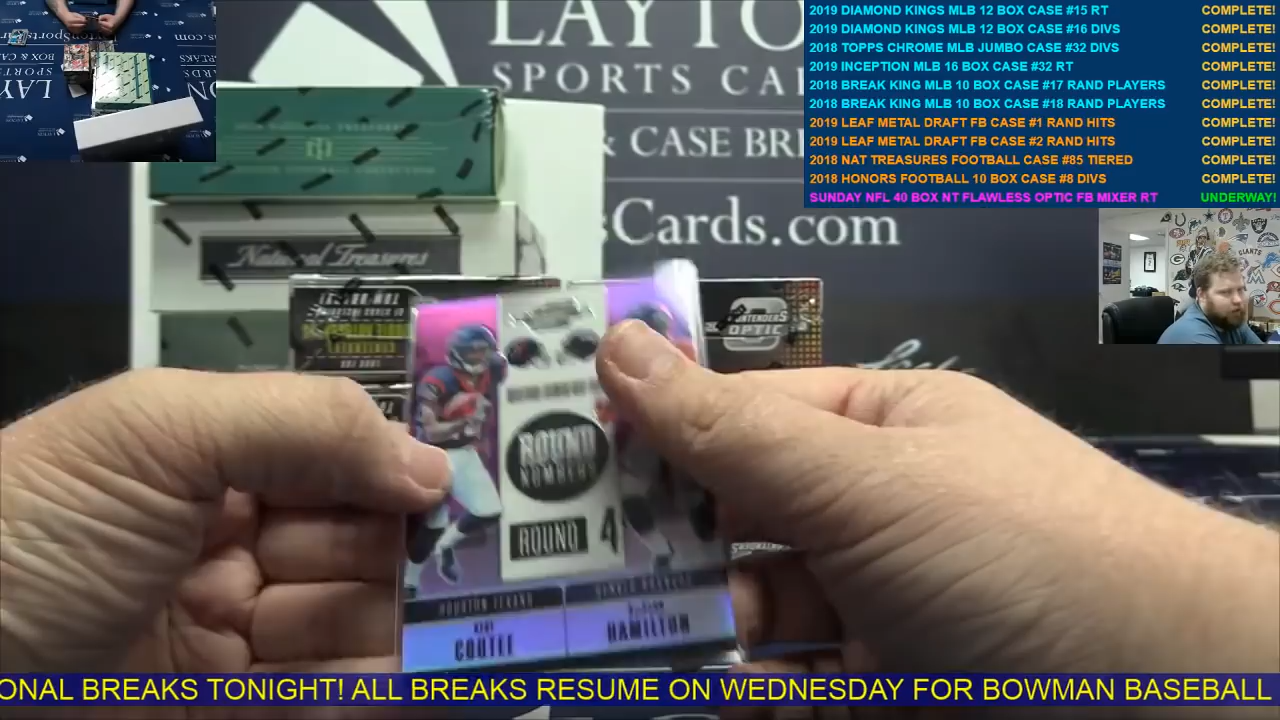 2019 DIAMOND KINGS MLB 12 BOX CASE #15 RT COMPLETE!
2019 DIAMOND KINGS MLB 12 BOX CASE #16 DIVS COMPLETE!
2018 TOPPS CHROME MLB JUMBO CASE #32 DIVS COMPLETE!
2019 INCEPTION MLB 16 BOX CASE #32 RT COMPLETE!
2018 BREAK KING MLB 10 BOX CASE #17 RAND PLAYERS COMPLETE!
2018 BREAK KING MLB 10 BOX CASE #18 RAND PLAYERS COMPLETE!
2019 LEAF METAL DRAFT FB CASE #1 RAND HITS COMPLETE!
2019 LEAF METAL DRAFT FB CASE #2 RAND HITS COMPLETE!
2018 NAT TREASURES FOOTBALL CASE #85 TIERED COMPLETE!
2018 HONORS FOOTBALL 10 BOX CASE #8 DIVS COMPLETE!
SUNDAY NFL 40 BOX NT FLAWLESS OPTIC FB MIXER RT UNDERWAY!
LAYTO
SPORTS CA
& CASE BRE
sCards.com
National Treasures
CONTENDERS
OPTIC
ROUND
NUMBERS
ROUND 4
HOUSTON TEXANS
DENVER BRONCOS
COUTEE
HAMILTON
ONAL BREAKS TONIGHT! ALL BREAKS RESUME ON WEDNESDAY FOR BOWMAN BASEBALL